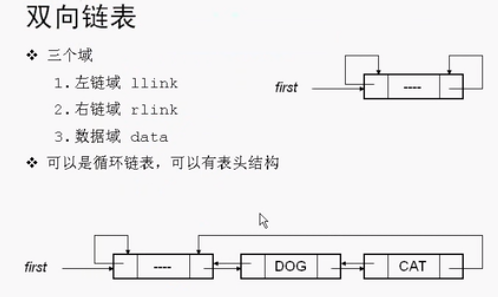 双向链表
❖ 三个域
1.左链域 llink
2.右链域 rlink
3.数据域 data
❖ 可以是循环链表，可以有表头结构
first
----
first
---- DOG CAT